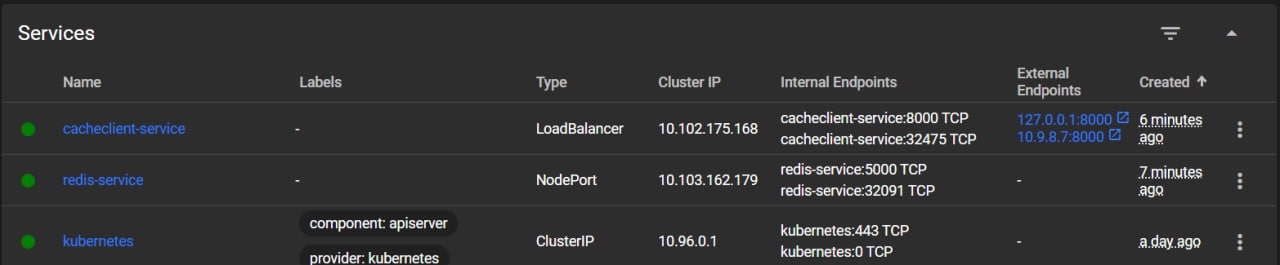 Services
Name Labels Type Cluster IP Internal Endpoints External Endpoints Created
cacheclient-service - LoadBalancer 10.102.175.168 cacheclient-service:8000 TCP 127.0.0.1:8000 6 minutes ago
cacheclient-service:32475 TCP 10.9.8.7:8000
redis-service - NodePort 10.103.162.179 redis-service:5000 TCP - 7 minutes ago
redis-service:32091 TCP
kubernetes component: apiserver ClusterIP 10.96.0.1 kubernetes:443 TCP - a day ago
provider: kubernetes kubernetes:0 TCP